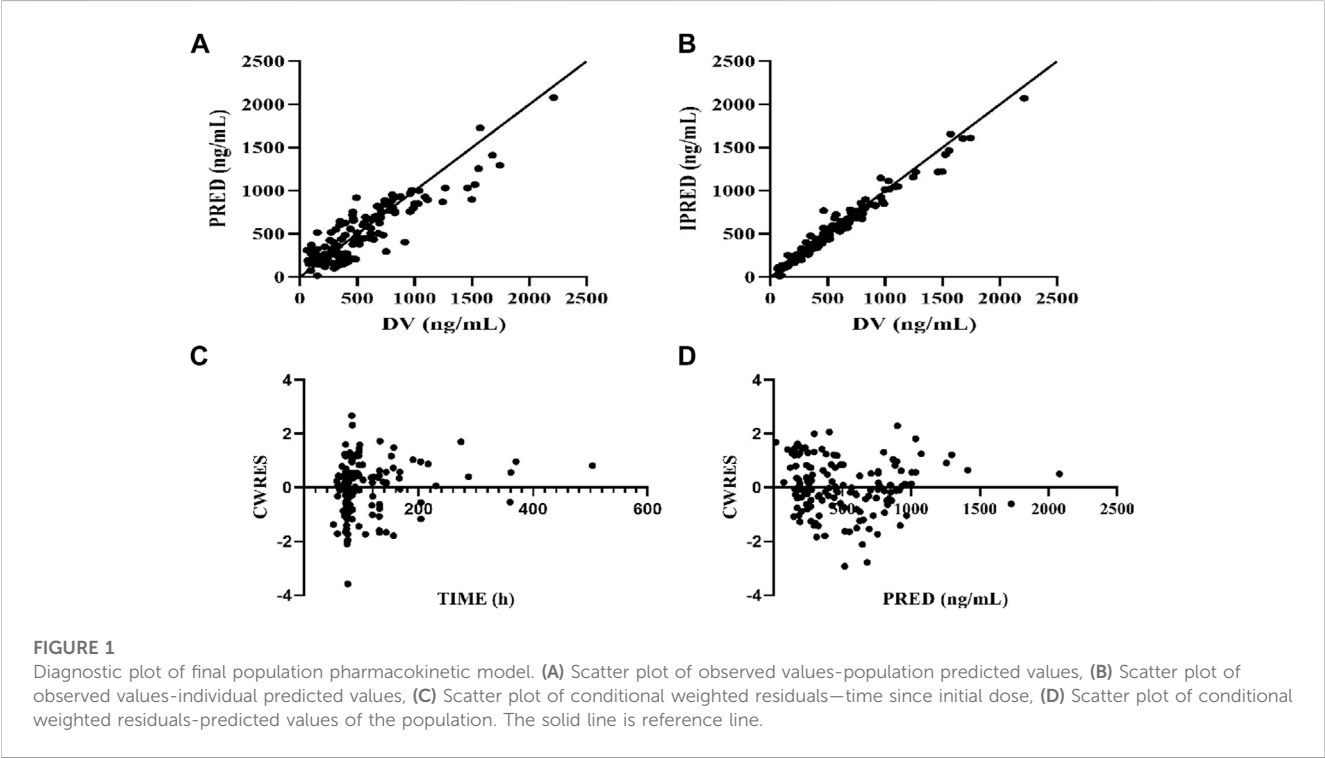 A
B
2500
2000
1500
1000
500
0
PRED (ng/mL)
0 500 1000 1500 2000 2500
DV (ng/mL)
2500
2000
1500
1000
500
0
IPRED (ng/mL)
0 500 1000 1500 2000 2500
DV (ng/mL)
C
D
4
2
0
-2
-4
CWRES
200 400 600
TIME (h)
4
2
0
-2
-4
CWRES
500 1000 1500 2000 2500
PRED (ng/mL)
FIGURE 1
Diagnostic plot of final population pharmacokinetic model. (A) Scatter plot of observed values-population predicted values, (B) Scatter plot of
observed values-individual predicted values, (C) Scatter plot of conditional weighted residuals—time since initial dose, (D) Scatter plot of conditional
weighted residuals-predicted values of the population. The solid line is reference line.